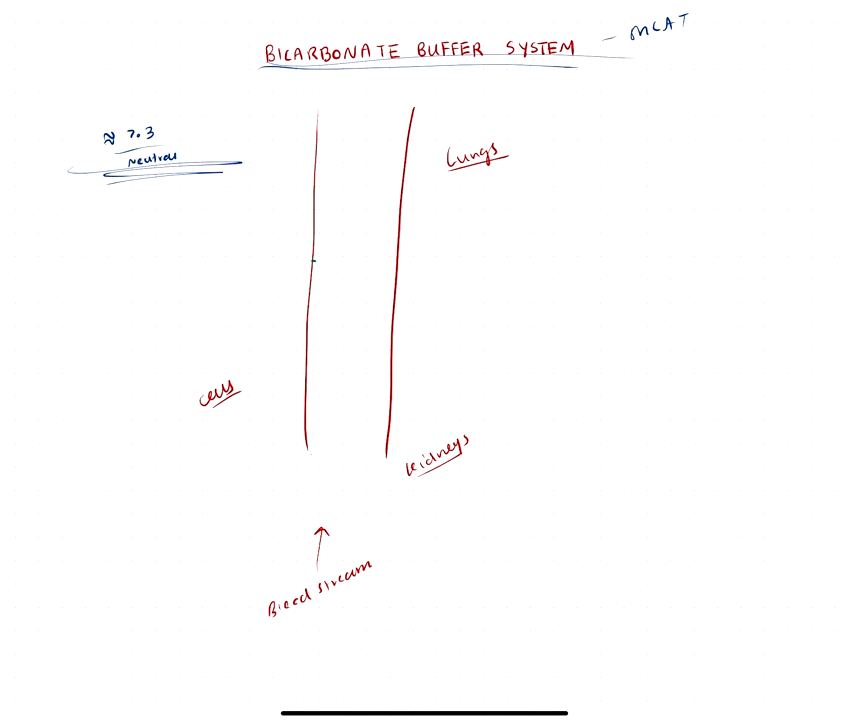 BICARBONATE BUFFER SYSTEM - MCAT
≈ 7.3
Neutral
Lungs
cells
kidneys
Blood stream